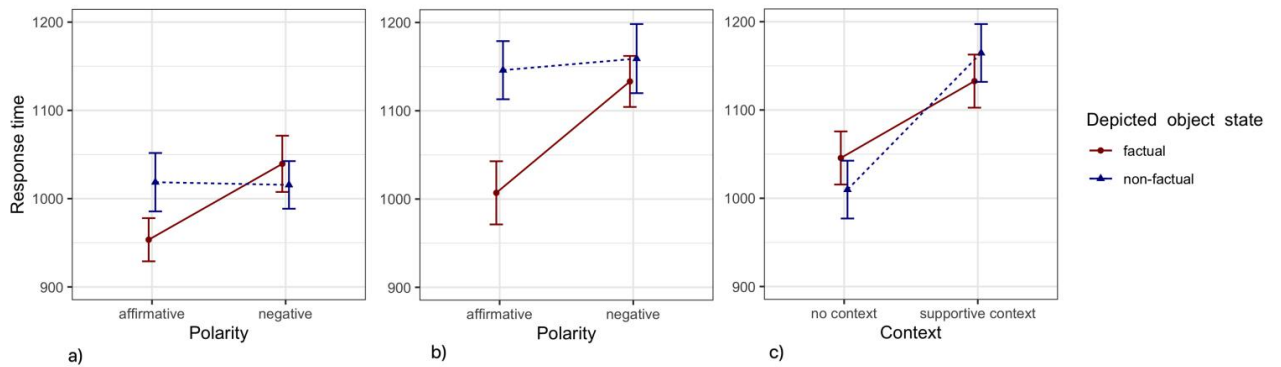 1200
1100
1000
900
Response time
affirmative negative
Polarity
a)
1200
1100
1000
900
affirmative negative
Polarity
b)
1200
1100
1000
900
no context supportive context
Context
c)
Depicted object state
factual
non-factual